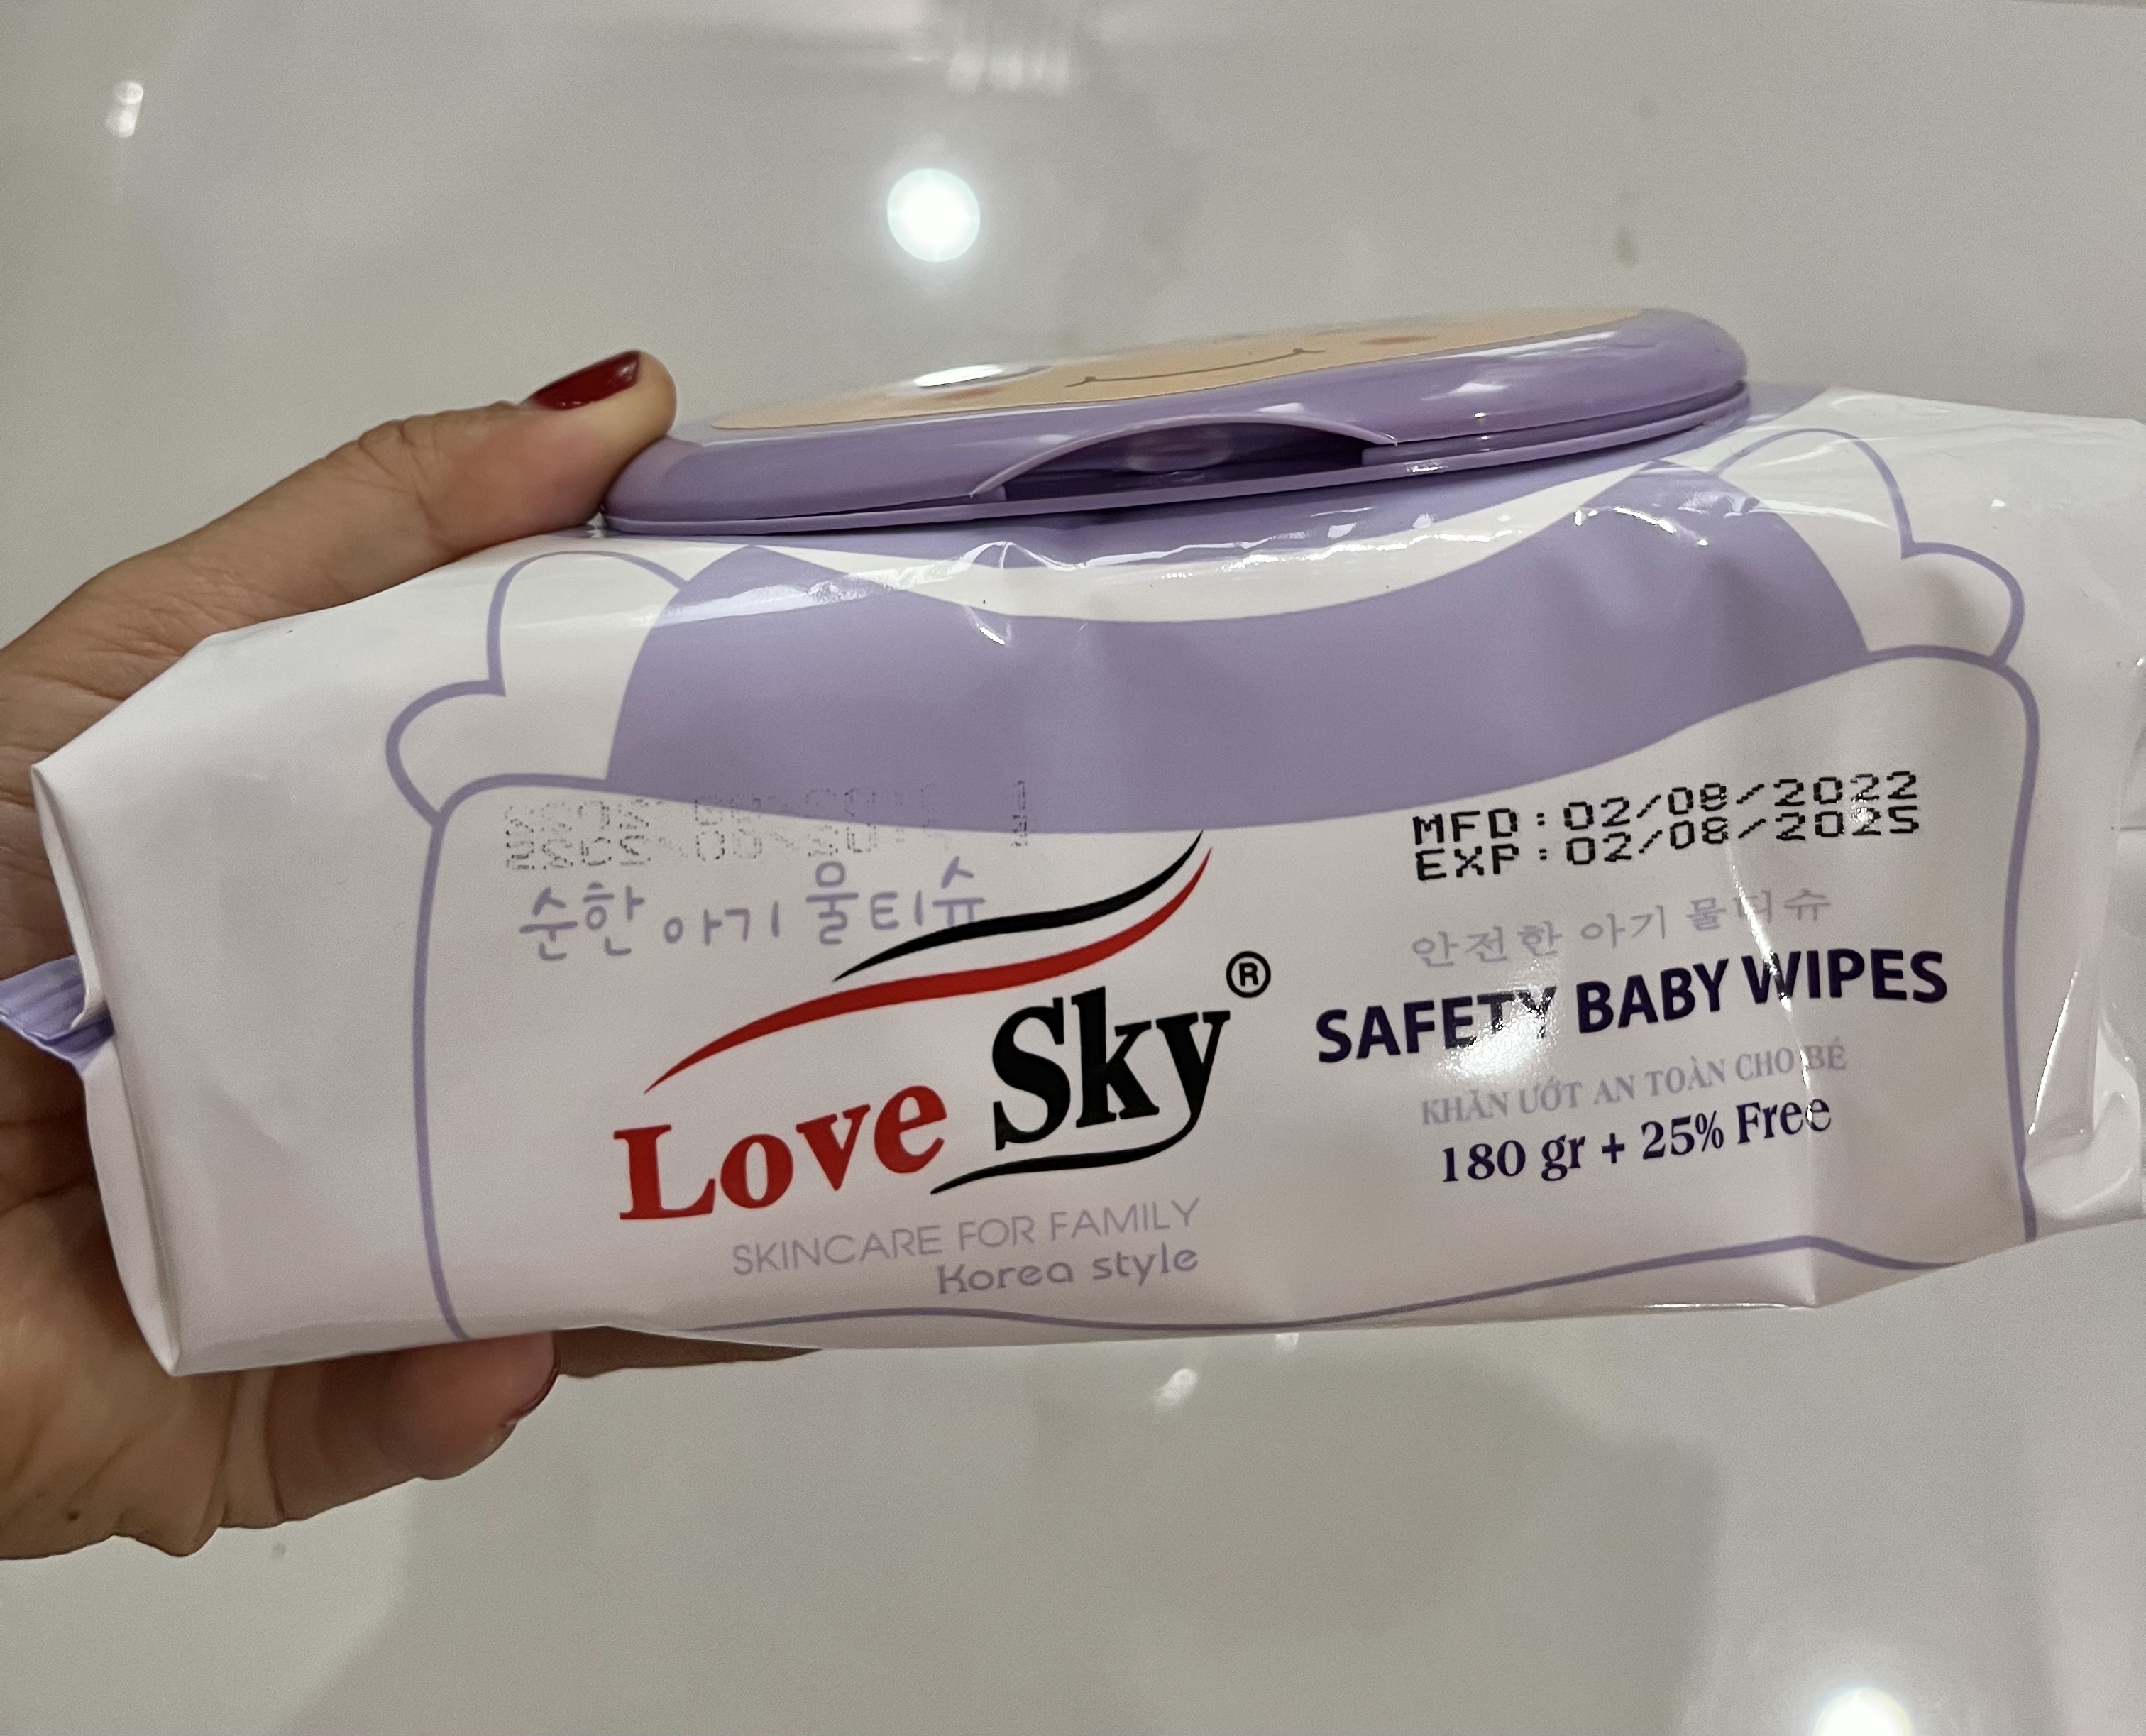 MFD:02/08/2022
EXP:02/08/2025
순한 아기 물티슈
Love Sky®
SKINCARE FOR FAMILY
Korea style
안전한 아기 물티슈
SAFETY BABY WIPES
KHĂN ƯỚT AN TOÀN CHO BÉ
180 gr + 25% Free